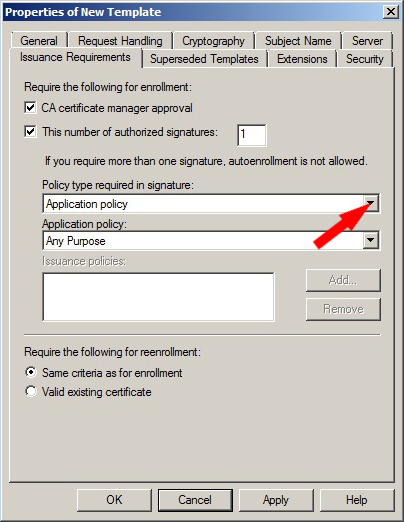 Properties of New Template
General Request Handling Cryptography Subject Name Server
Issuance Requirements Superseded Templates Extensions Security
Require the following for enrollment:
CA certificate manager approval
This number of authorized signatures: 1
If you require more than one signature, autoenrollment is not allowed.
Policy type required in signature:
Application policy
Application policy:
Any Purpose
Issuance policies:
Add...
Remove
Require the following for reenrollment:
Same criteria as for enrollment
Valid existing certificate
OK Cancel Apply Help